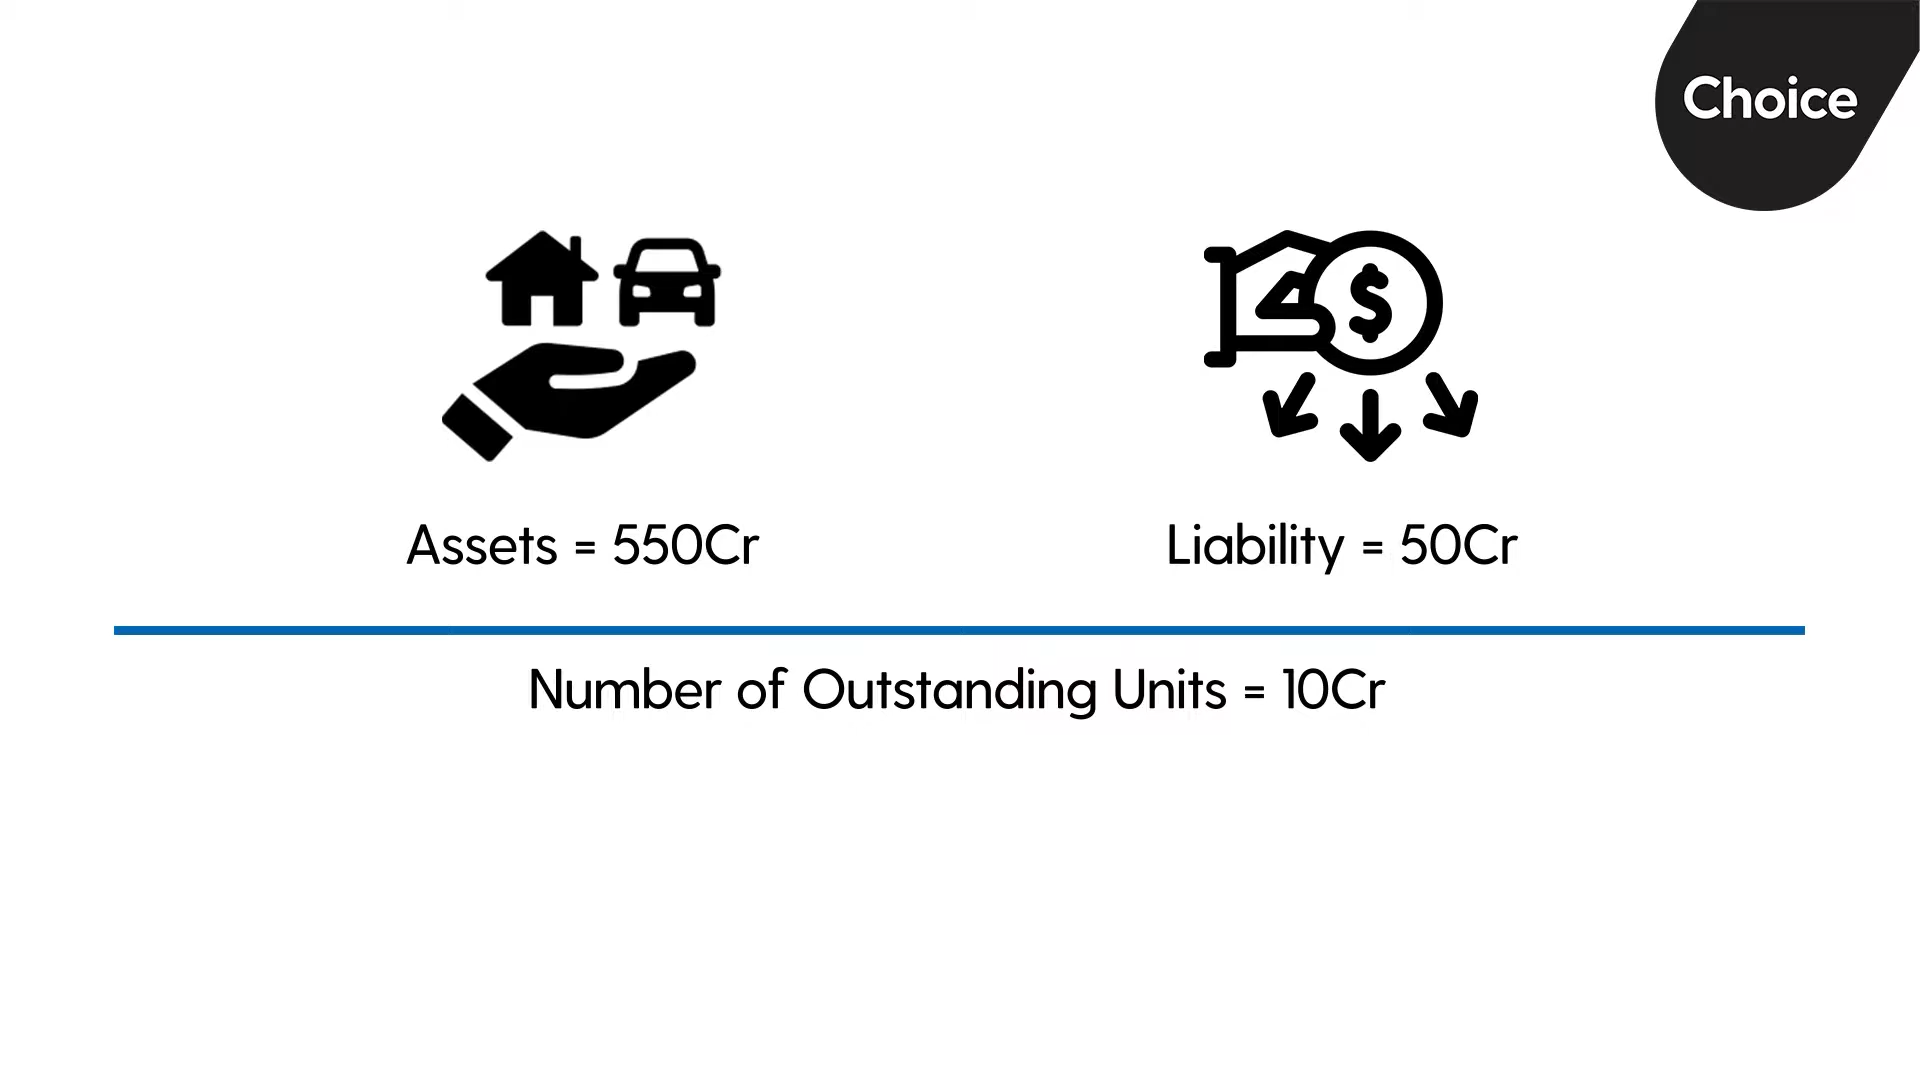 Choice
Assets = 550Cr
Liability = 50Cr
Number of Outstanding Units = 10Cr